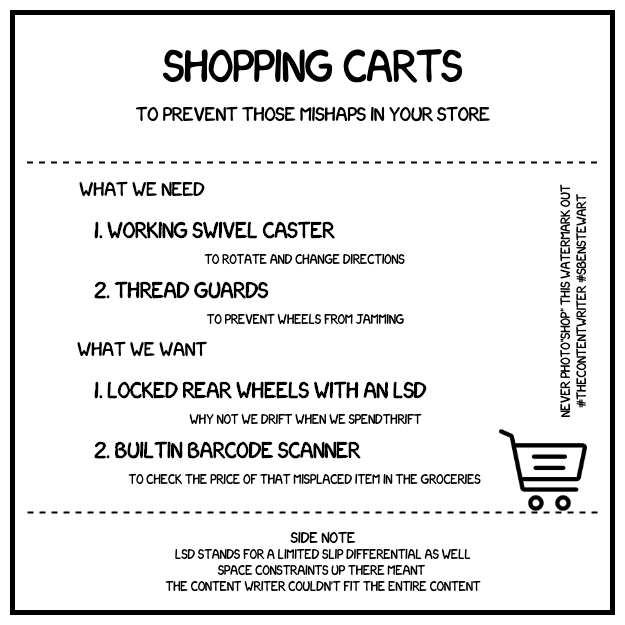 SHOPPING CARTS
TO PREVENT THOSE MISHAPS IN YOUR STORE
WHAT WE NEED
1. WORKING SWIVEL CASTER
TO ROTATE AND CHANGE DIRECTIONS
2. THREAD GUARDS
TO PREVENT WHEELS FROM JAMMING
WHAT WE WANT
1. LOCKED REAR WHEELS WITH AN LSD
WHY NOT WE DRIFT WHEN WE SPENDTHRIFT
2. BUILTIN BARCODE SCANNER
TO CHECK THE PRICE OF THAT MISPLACED ITEM IN THE GROCERIES
NEVER PHOTO"SHOP" THIS WATERMARK OUT
#THECONTENTWRITER #SBENSTEWART
SIDE NOTE
LSD STANDS FOR A LIMITED SLIP DIFFERENTIAL AS WELL
SPACE CONSTRAINTS UP THERE MEANT
THE CONTENT WRITER COULDN'T FIT THE ENTIRE CONTENT